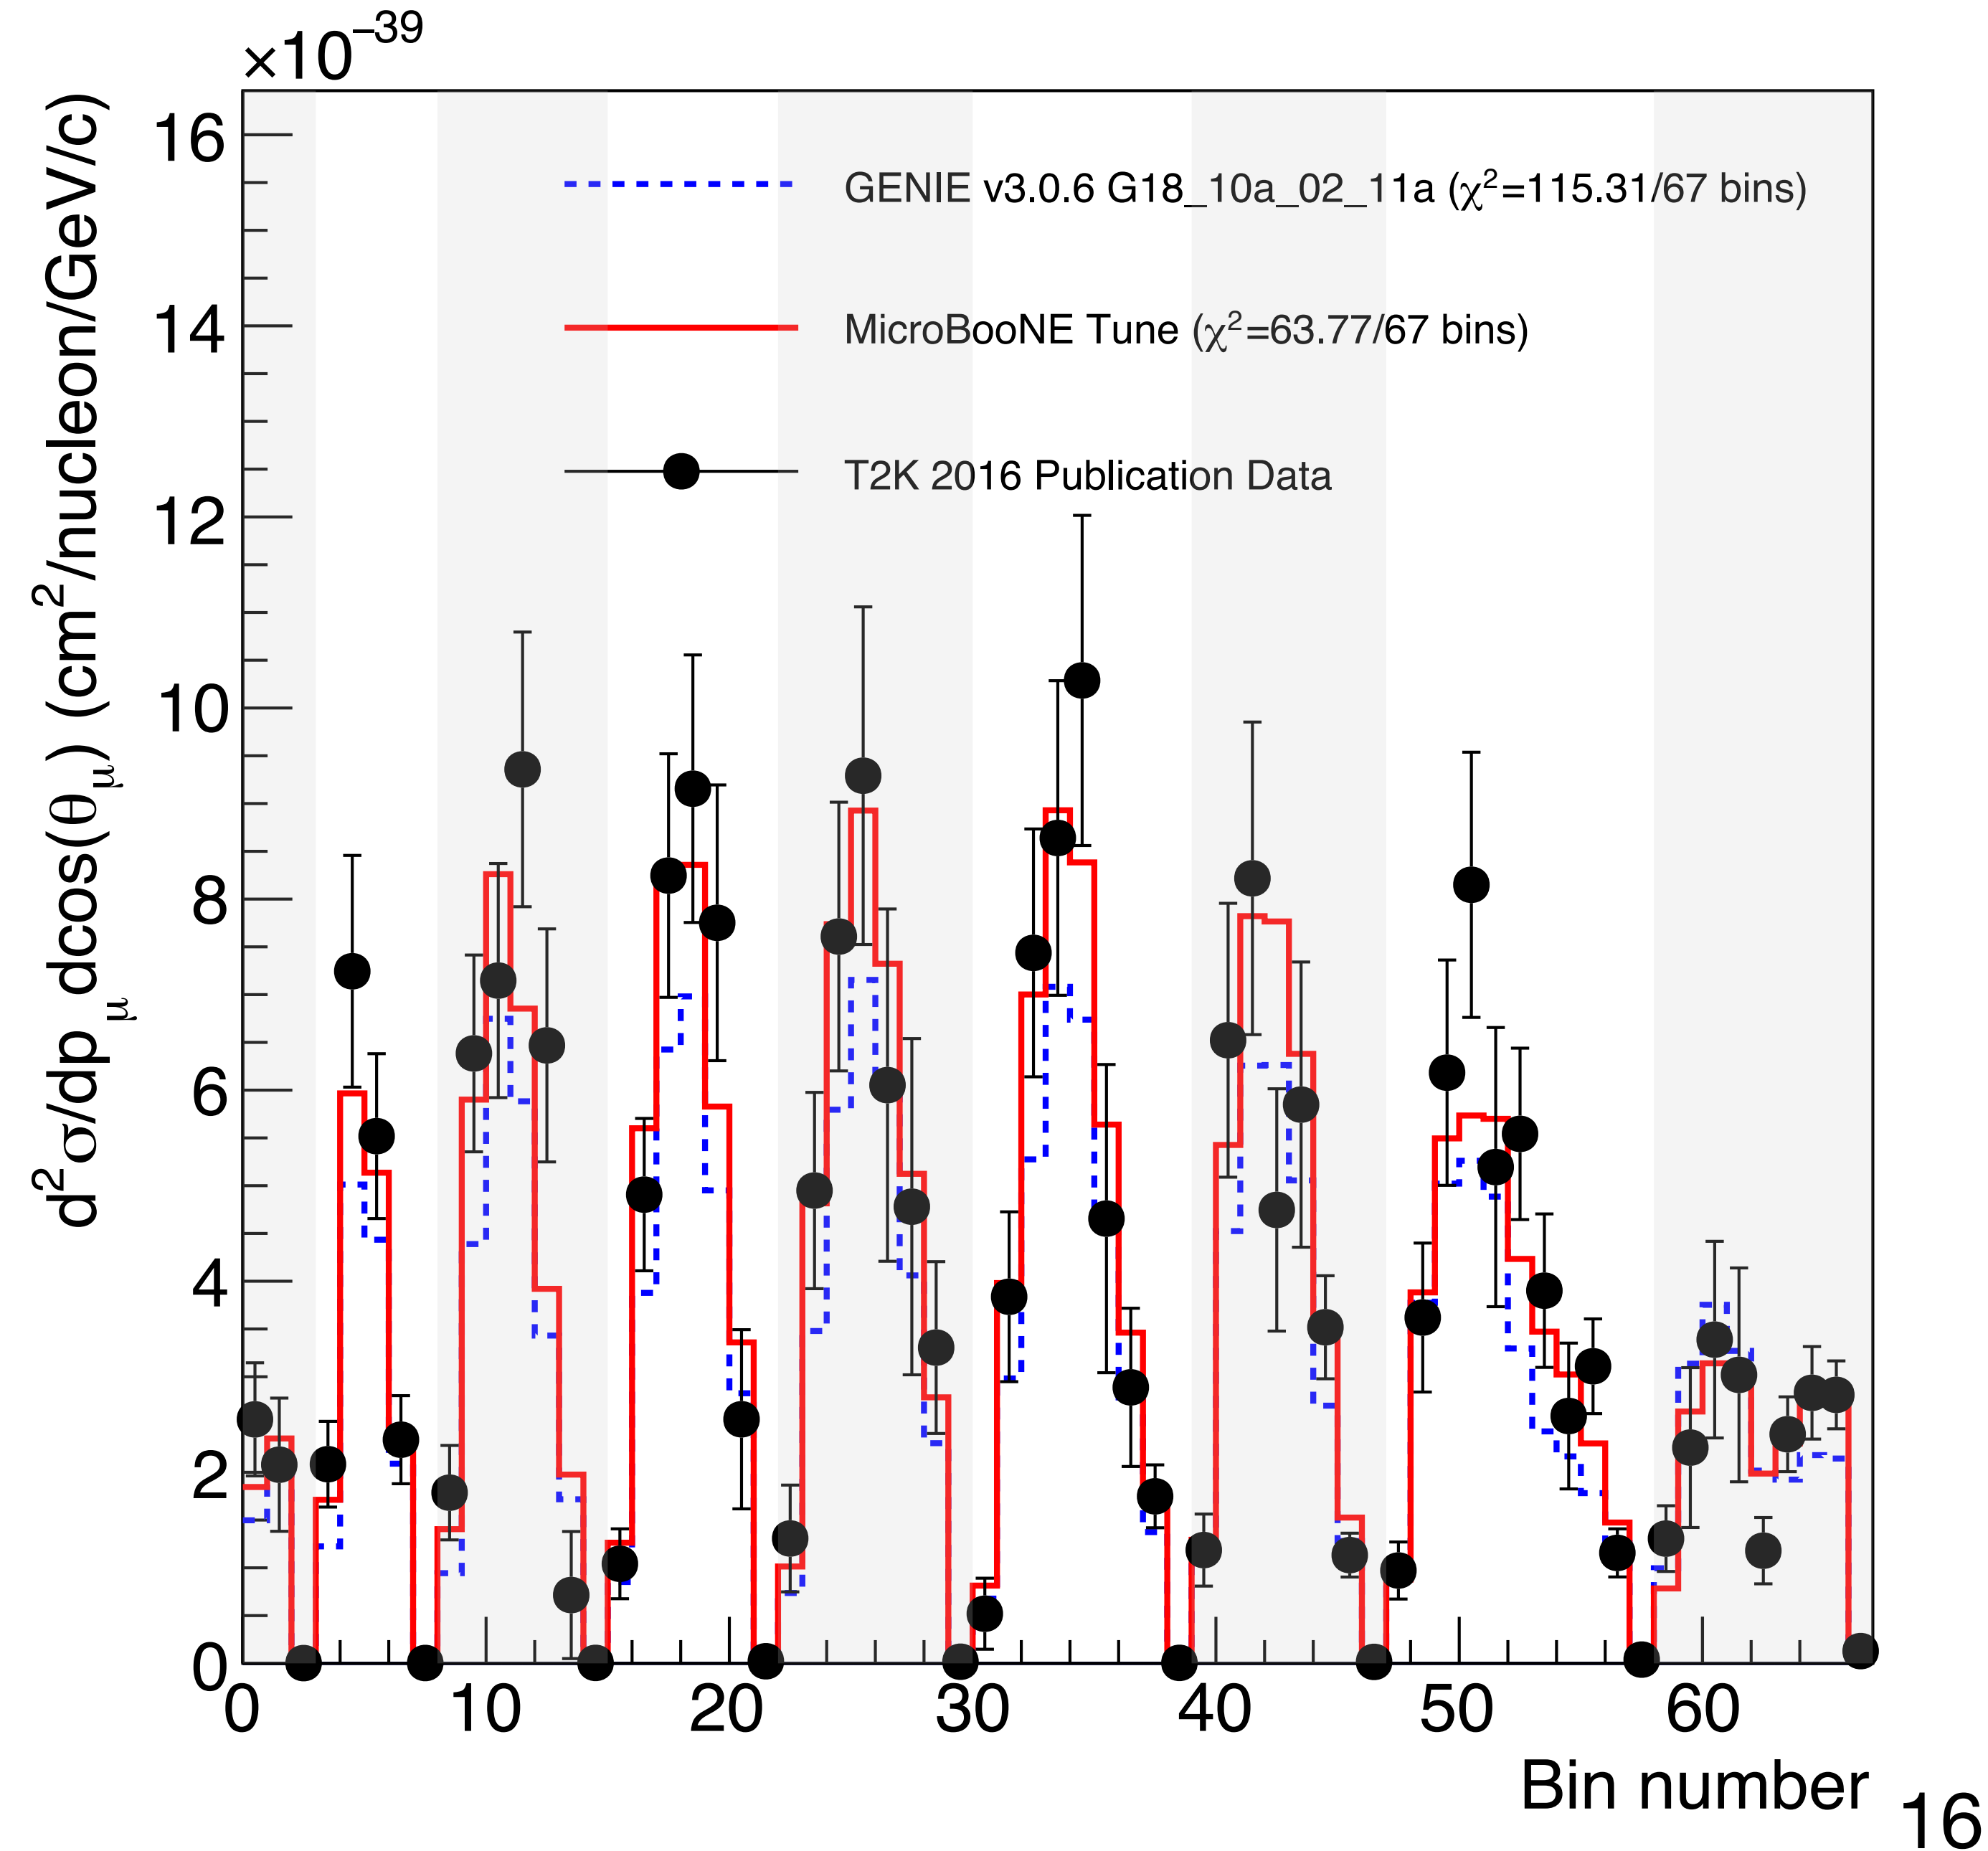 ×10⁻³⁹
d²σ/dp_μ dcos(θ_μ) (cm²/nucleon/GeV/c)
16
14
12
10
8
6
4
2
0
GENIE v3.0.6 G18_10a_02_11a (χ²=115.31/67 bins)
MicroBooNE Tune (χ²=63.77/67 bins)
T2K 2016 Publication Data
0 10 20 30 40 50 60
Bin number
16